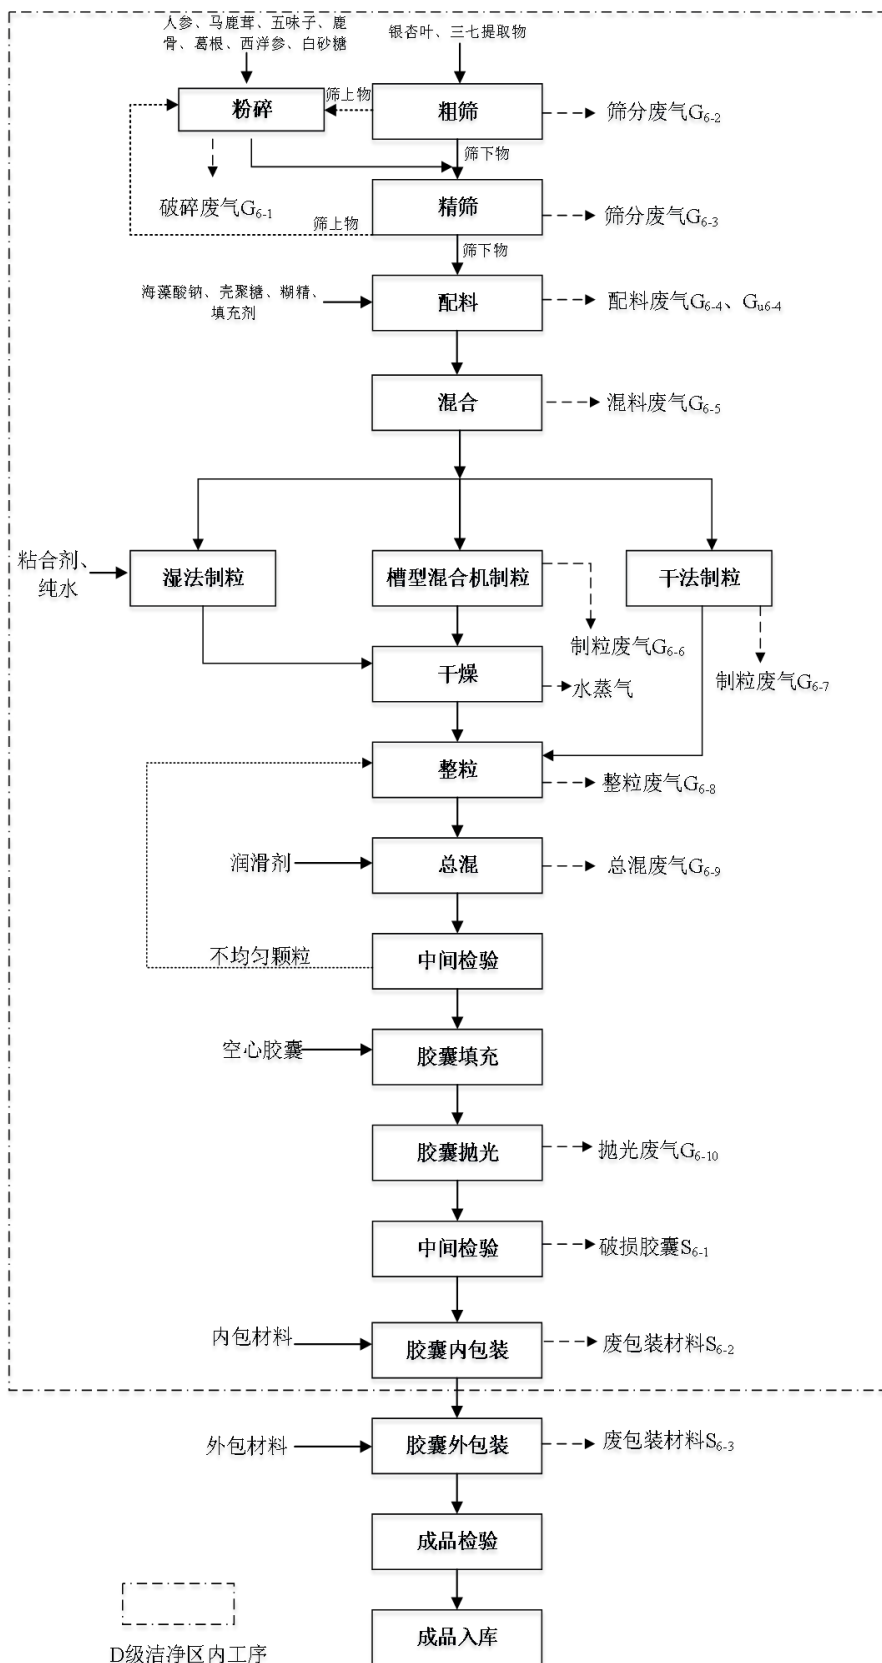 人参、马鹿茸、五味子、鹿
骨、葛根、西洋参、白砂糖
银杏叶、三七提取物
粉碎
筛上物
粗筛
筛分废气G6-2
筛下物
破碎废气G6-1
筛上物
精筛
筛分废气G6-3
筛下物
海藻酸钠、壳聚糖、糊精、
填充剂
配料
配料废气G6-4、Gu6-4
混合
混料废气G6-5
粘合剂、
纯水
湿法制粒
槽型混合机制粒
干法制粒
制粒废气G6-6
制粒废气G6-7
干燥
水蒸气
整粒
整粒废气G6-8
润滑剂
总混
总混废气G6-9
不均匀颗粒
中间检验
空心胶囊
胶囊填充
胶囊抛光
抛光废气G6-10
中间检验
破损胶囊S6-1
内包材料
胶囊内包装
废包装材料S6-2
外包材料
胶囊外包装
废包装材料S6-3
成品检验
成品入库
D级洁净区内工序